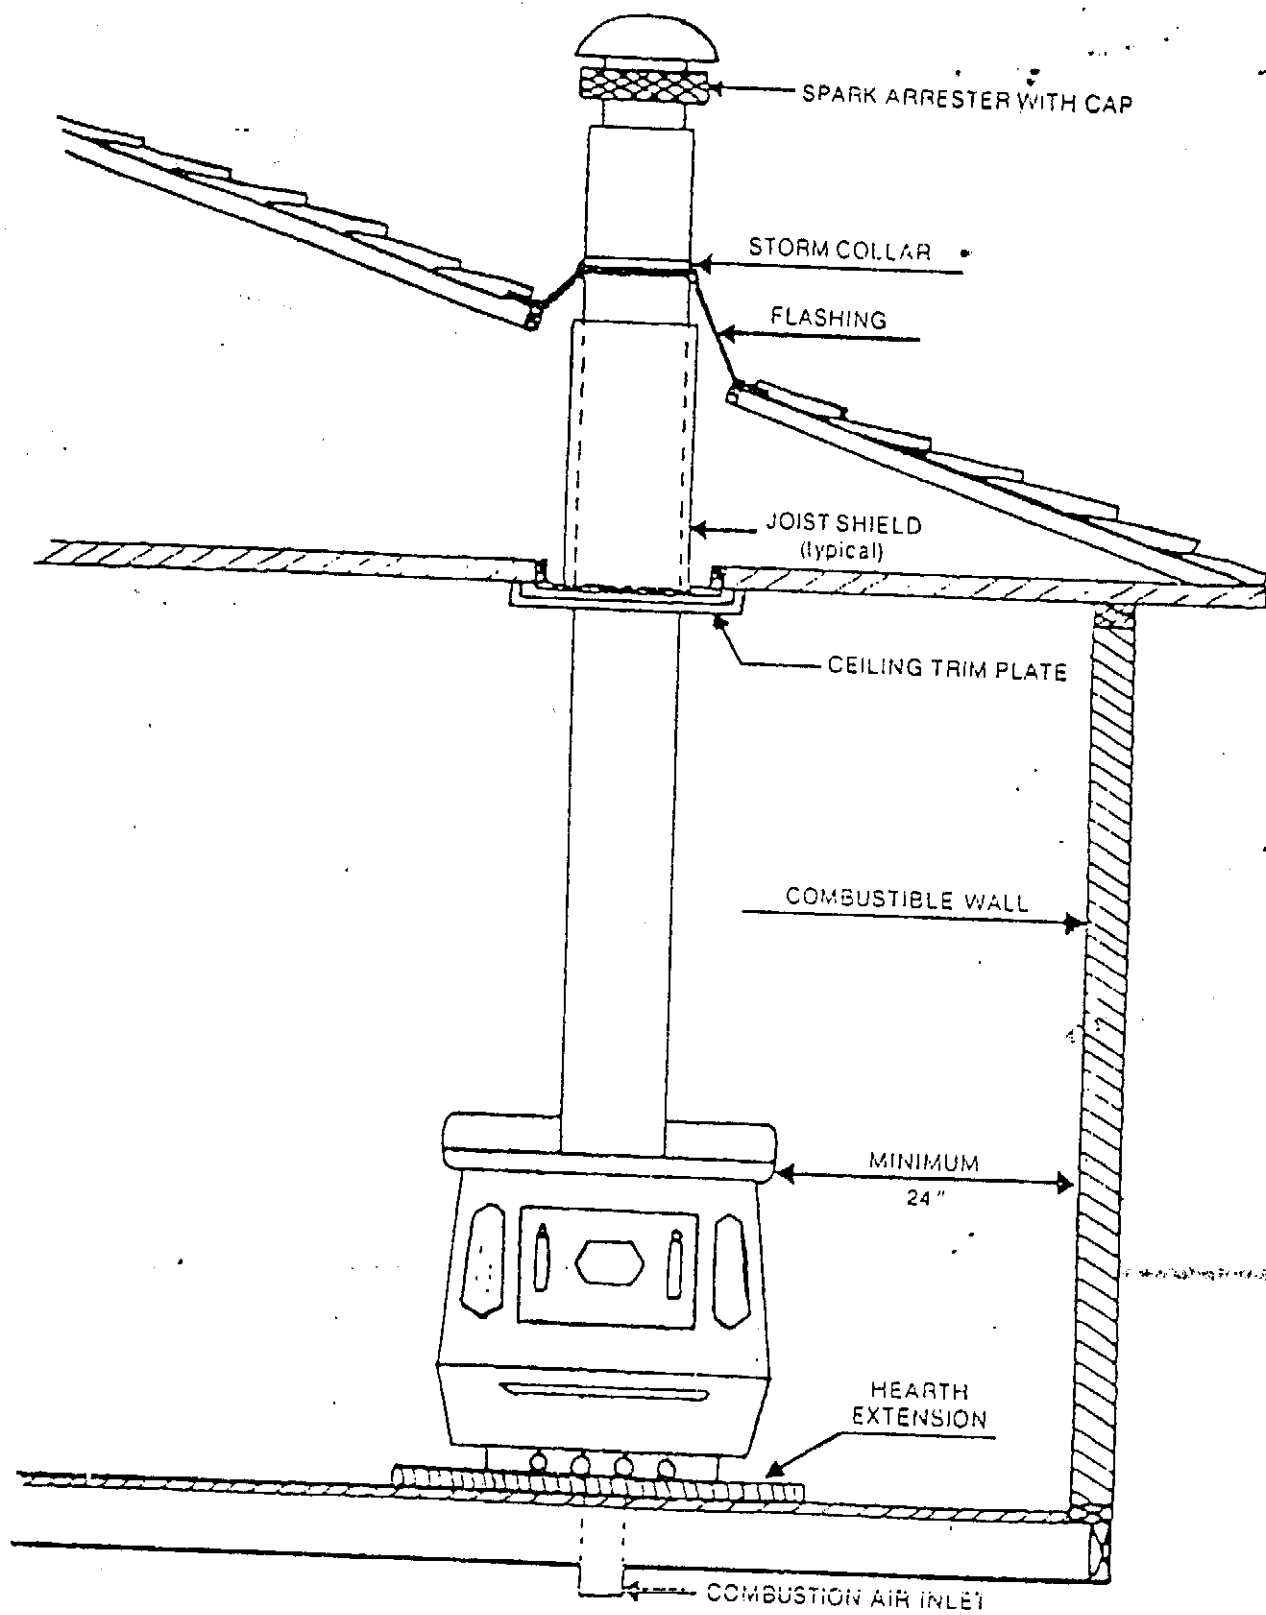 SPARK ARRESTER WITH CAP
STORM COLLAR
FLASHING
JOIST SHIELD
(typical)
CEILING TRIM PLATE
COMBUSTIBLE WALL
MINIMUM
24"
HEARTH
EXTENSION
COMBUSTION AIR INLET